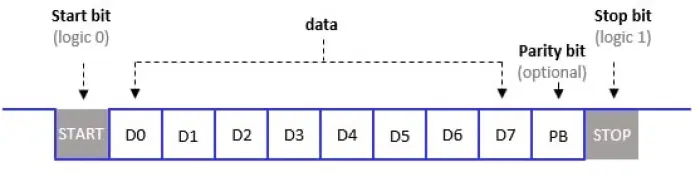 Start bit
(logic 0)
data
Parity bit
(optional)
Stop bit
(logic 1)
START D0 D1 D2 D3 D4 D5 D6 D7 PB STOP